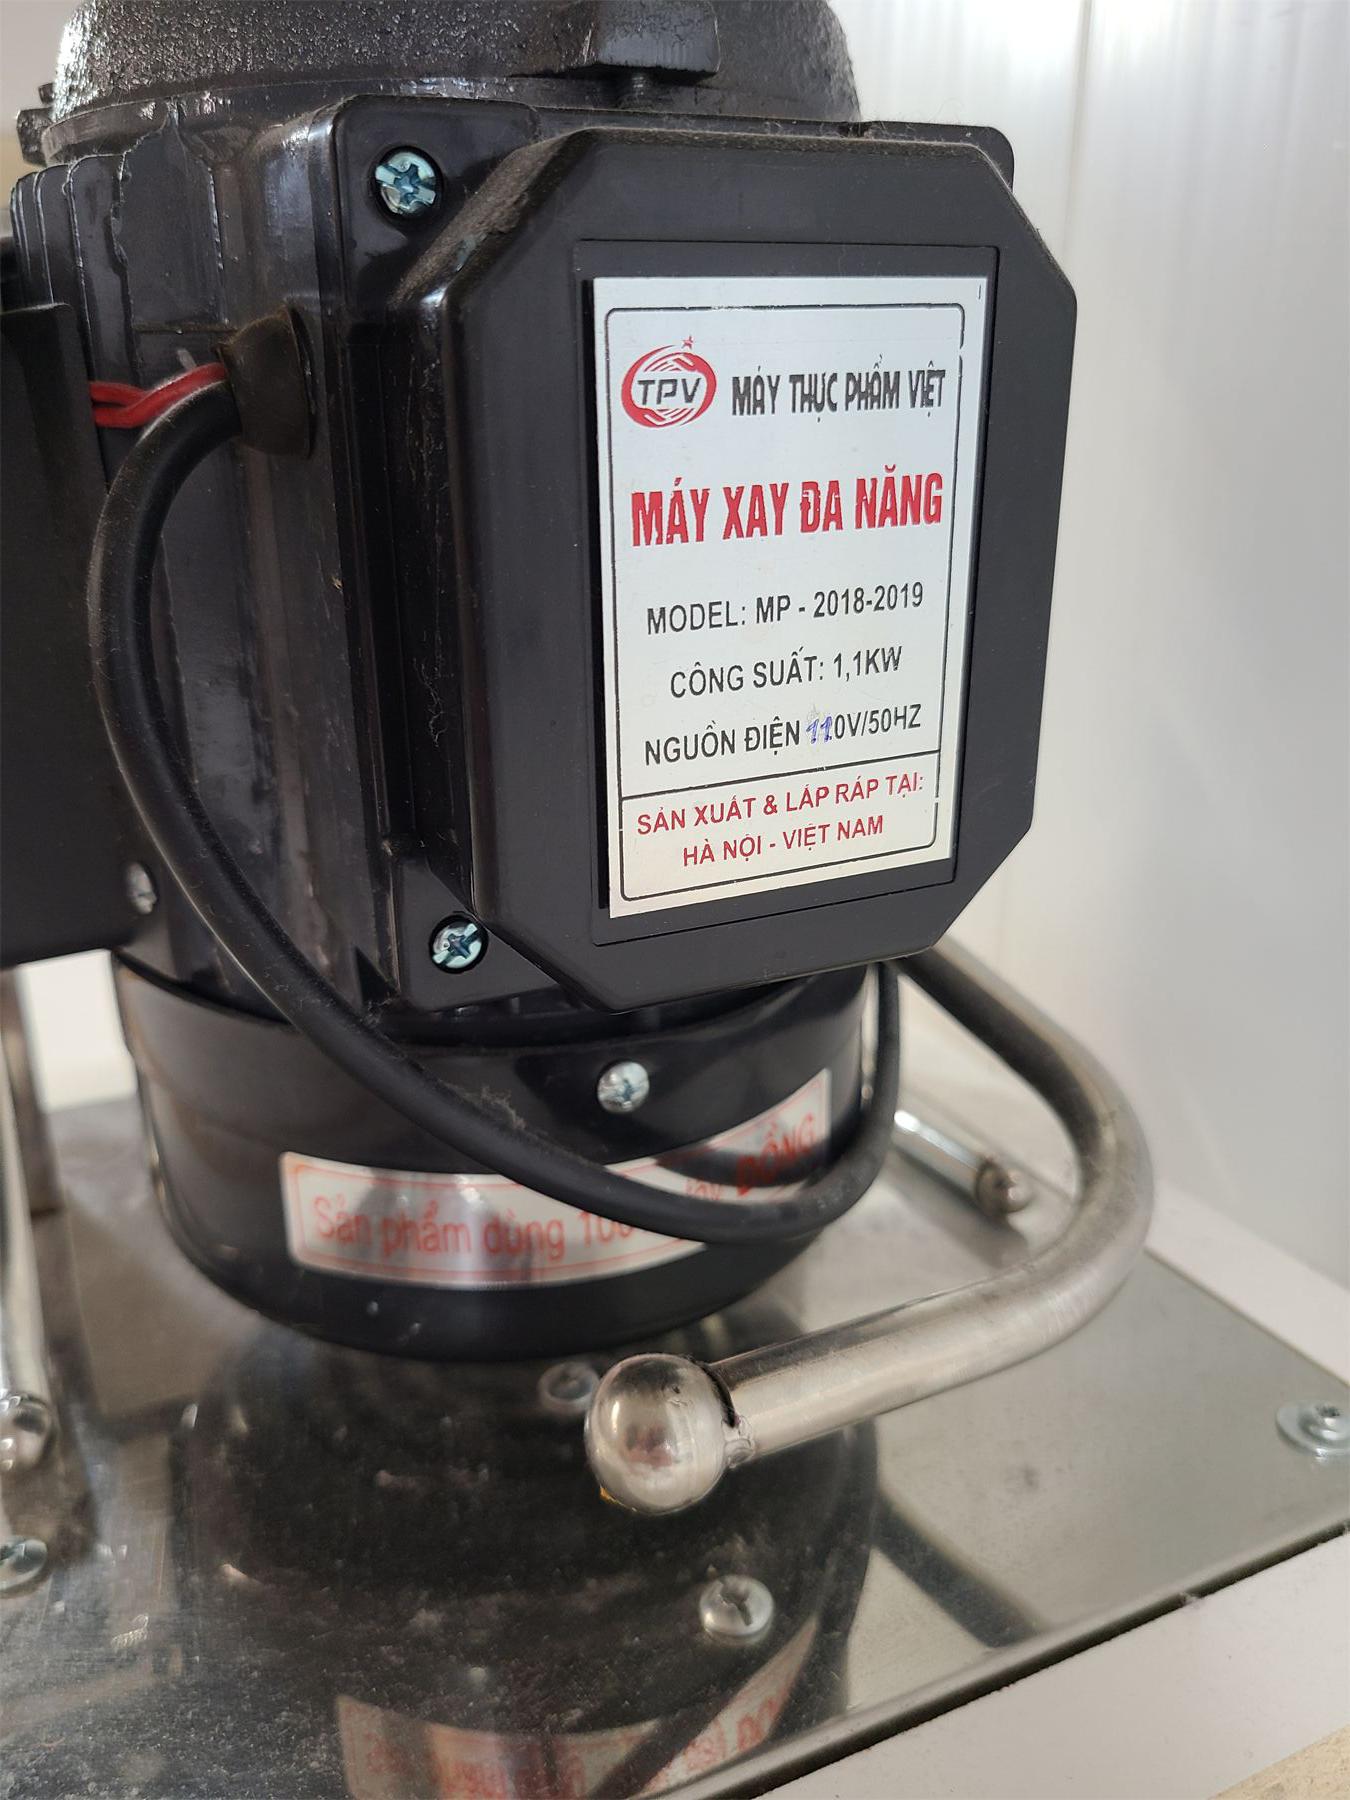 TPV MÁY THỰC PHẨM VIỆT
MÁY XAY ĐA NĂNG
MODEL: MP - 2018-2019
CÔNG SUẤT: 1,1KW
NGUỒN ĐIỆN 110V/50HZ
SẢN XUẤT & LẮP RÁP TẠI:
HÀ NỘI - VIỆT NAM
Sản phẩm dùng ĐỒNG